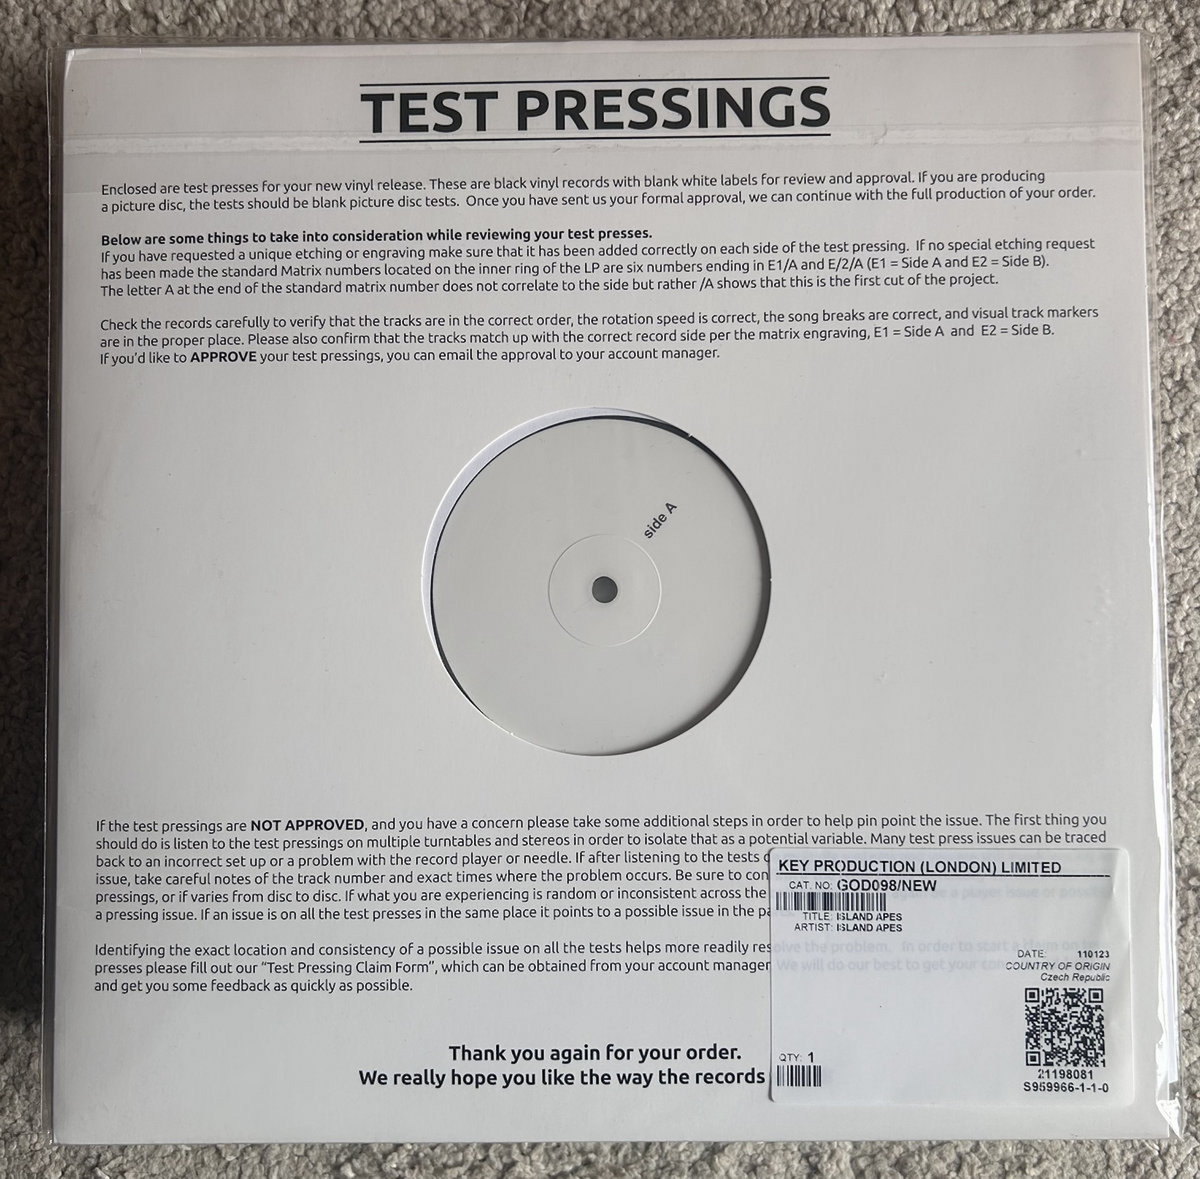 TEST PRESSINGS
Enclosed are test presses for your new vinyl release. These are black vinyl records with blank white labels for review and approval. If you are producing
a picture disc, the tests should be blank picture disc tests. Once you have sent us your formal approval, we can continue with the full production of your order.
Below are some things to take into consideration while reviewing your test presses.
If you have requested a unique etching or engraving make sure that it has been added correctly on each side of the test pressing. If no special etching request
has been made the standard Matrix numbers located on the inner ring of the LP are six numbers ending in E1/A and E/2/A (E1 = Side A and E2 = Side B).
The letter A at the end of the standard matrix number does not correlate to the side but rather /A shows that this is the first cut of the project.
Check the records carefully to verify that the tracks are in the correct order, the rotation speed is correct, the song breaks are correct, and visual track markers
are in the proper place. Please also confirm that the tracks match up with the correct record side per the matrix engraving, E1 = Side A and E2 = Side B.
If you'd like to APPROVE your test pressings, you can email the approval to your account manager.
side A
If the test pressings are NOT APPROVED, and you have a concern please take some additional steps in order to help pin point the issue. The first thing you
should do is listen to the test pressings on multiple turntables and stereos in order to isolate that as a potential variable. Many test press issues can be traced
back to an incorrect set up or a problem with the record player or needle. If after listening to the tests
issue, take careful notes of the track number and exact times where the problem occurs. Be sure to con
pressings, or if varies from disc to disc. If what you are experiencing is random or inconsistent across the
a pressing issue. If an issue is on all the test presses in the same place it points to a possible issue in the
Identifying the exact location and consistency of a possible issue on all the tests helps more readily resolve the problem. In order to start a
presses please fill out our "Test Pressing Claim Form", which can be obtained from your account manager We will do our best to get your
and get you some feedback as quickly as possible.
Thank you again for your order.
We really hope you like the way the records
KEY PRODUCTION (LONDON) LIMITED
CAT. NO: GOD098/NEW
TITLE: ISLAND APES
ARTIST: ISLAND APES
DATE: 110123
COUNTRY OF ORIGIN
Czech Republic
QTY: 1
21198081
S959966-1-1-0